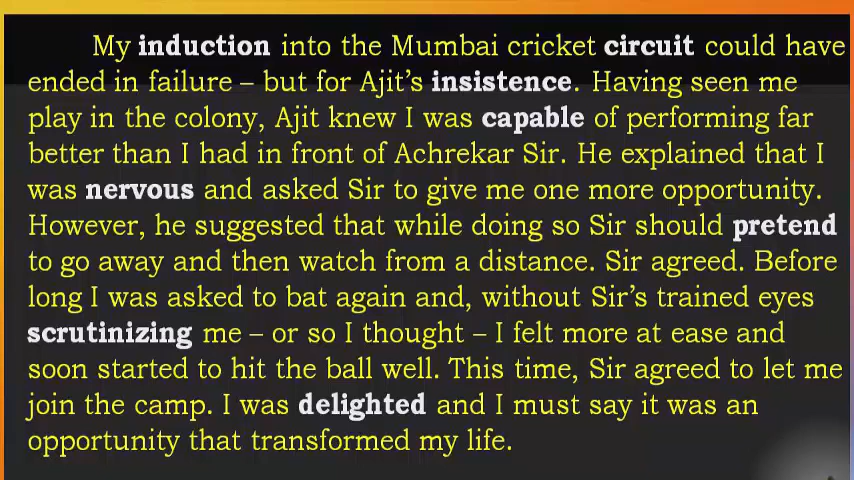 My induction into the Mumbai cricket circuit could have
ended in failure – but for Ajit's insistence. Having seen me
play in the colony, Ajit knew I was capable of performing far
better than I had in front of Achrekar Sir. He explained that I
was nervous and asked Sir to give me one more opportunity.
However, he suggested that while doing so Sir should pretend
to go away and then watch from a distance. Sir agreed. Before
long I was asked to bat again and, without Sir's trained eyes
scrutinizing me – or so I thought – I felt more at ease and
soon started to hit the ball well. This time, Sir agreed to let me
join the camp. I was delighted and I must say it was an
opportunity that transformed my life.